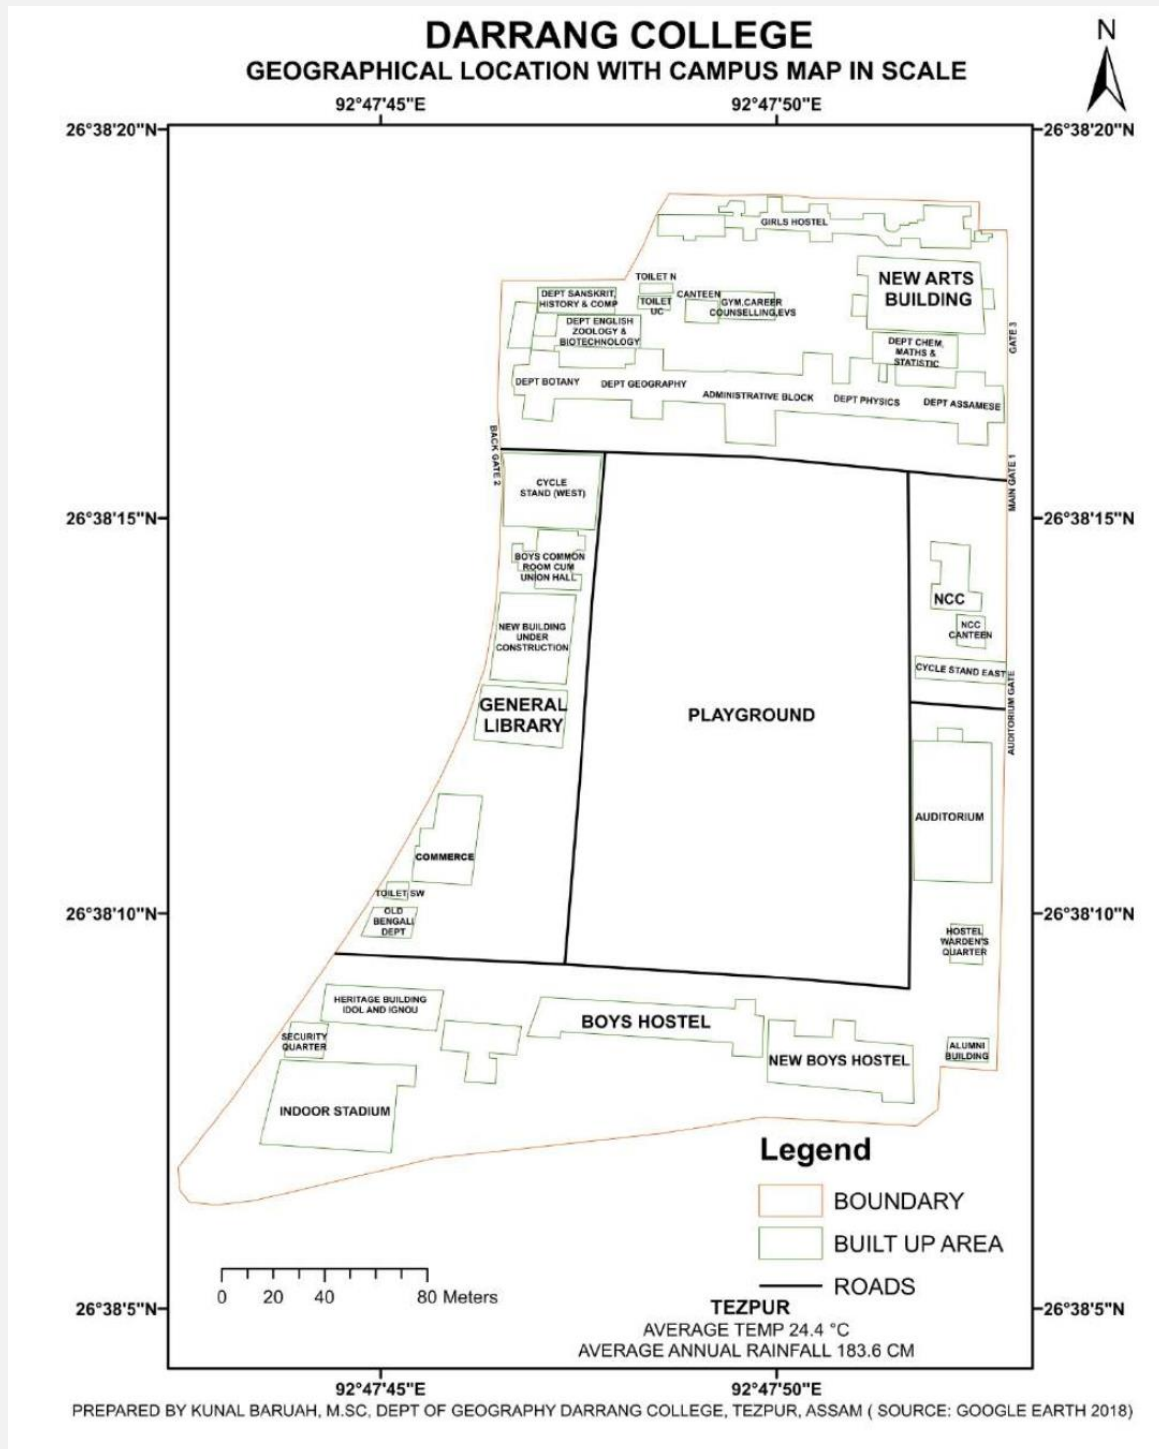 DARRANG COLLEGE
GEOGRAPHICAL LOCATION WITH CAMPUS MAP IN SCALE
N
92°47'45"E
92°47'50"E
26°38'20"N
26°38'20"N
GIRLS HOSTEL
TOILET N
NEW ARTS
BUILDING
DEPT SANSKRIT,
HISTORY & COMP
TOILET
UC
CANTEEN
GYM,CAREER
COUNSELLING,EVS
DEPT ENGLISH
ZOOLOGY &
BIOTECHNOLOGY
GATE 3
DEPT CHEM,
MATHS &
STATISTIC
DEPT BOTANY
DEPT GEOGRAPHY
ADMINISTRATIVE BLOCK
DEPT PHYSICS
DEPT ASSAMESE
BACK GATE 2
MAIN GATE 1
CYCLE
STAND (WEST)
26°38'15"N
26°38'15"N
BOYS COMMON
ROOM CUM
UNION HALL
NCC
NCC
CANTEEN
NEW BUILDING
UNDER
CONSTRUCTION
CYCLE STAND EAST
AUDITORIUM GATE
GENERAL
LIBRARY
PLAYGROUND
AUDITORIUM
COMMERCE
TOILET SW
OLD
BENGALI
DEPT
26°38'10"N
26°38'10"N
HOSTEL
WARDEN'S
QUARTER
HERITAGE BUILDING
IDOL AND IGNOU
BOYS HOSTEL
SECURITY
QUARTER
NEW BOYS HOSTEL
ALUMNI
BUILDING
INDOOR STADIUM
Legend
BOUNDARY
BUILT UP AREA
ROADS
0 20 40 80 Meters
26°38'5"N
26°38'5"N
TEZPUR
AVERAGE TEMP 24.4 °C
AVERAGE ANNUAL RAINFALL 183.6 CM
92°47'45"E
92°47'50"E
PREPARED BY KUNAL BARUAH, M.SC, DEPT OF GEOGRAPHY DARRANG COLLEGE, TEZPUR, ASSAM ( SOURCE: GOOGLE EARTH 2018)